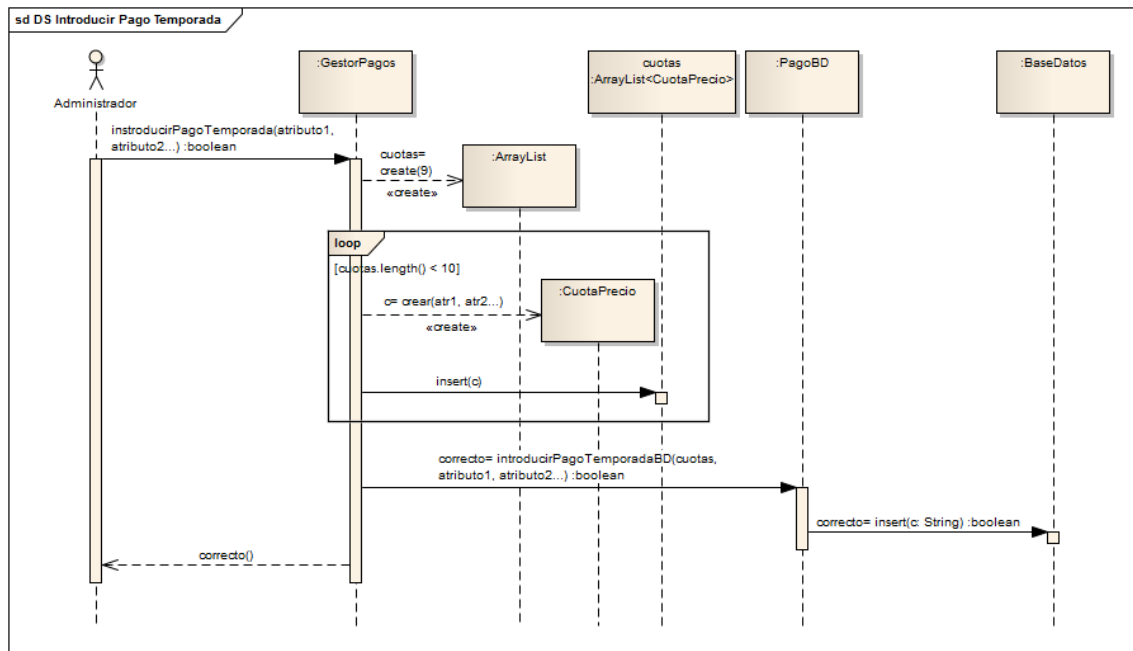 sd DS Introducir Pago Temporada
:GestorPagos
cuotas
:ArrayList<CuotaPrecio>
:PagoBD
:BaseDatos
Administrador
instroducirPagoTemporada(atributo1,
atributo2...) :boolean
cuotas=
create(9)
«create»
:ArrayList
loop
[cuotas.length() < 10]
:CuotaPrecio
c= crear(atr1, atr2...)
«create»
insert(c)
correcto= introducirPagoTemporadaBD(cuotas,
atributo1, atributo2...) :boolean
correcto= insert(c: String) :boolean
correcto()